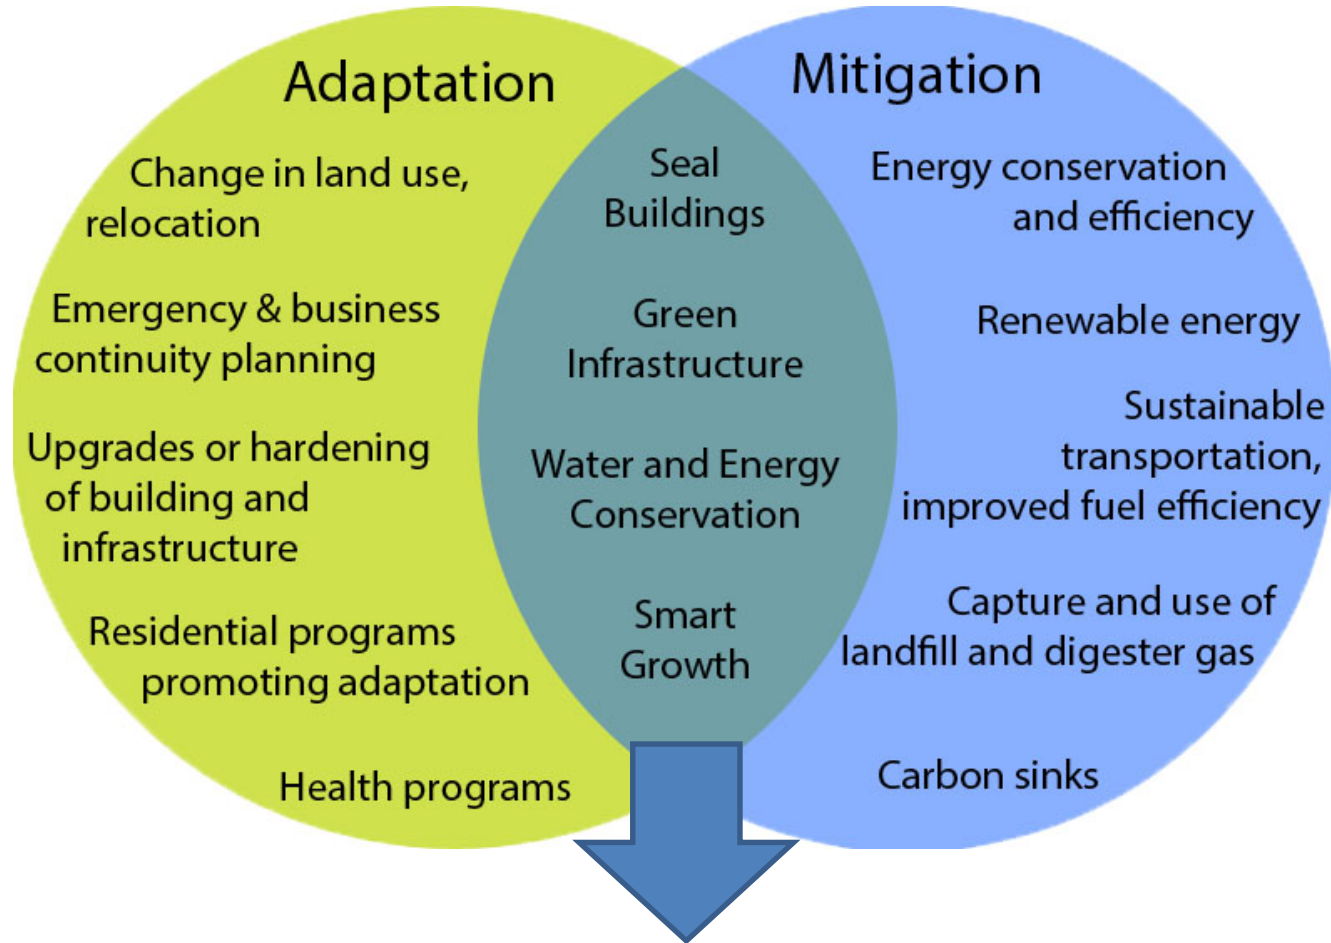 Adaptation
Change in land use,
relocation
Emergency & business
continuity planning
Upgrades or hardening
of building and
infrastructure
Residential programs
promoting adaptation
Health programs
Seal
Buildings
Green
Infrastructure
Water and Energy
Conservation
Smart
Growth
Mitigation
Energy conservation
and efficiency
Renewable energy
Sustainable
transportation,
improved fuel efficiency
Capture and use of
landfill and digester gas
Carbon sinks